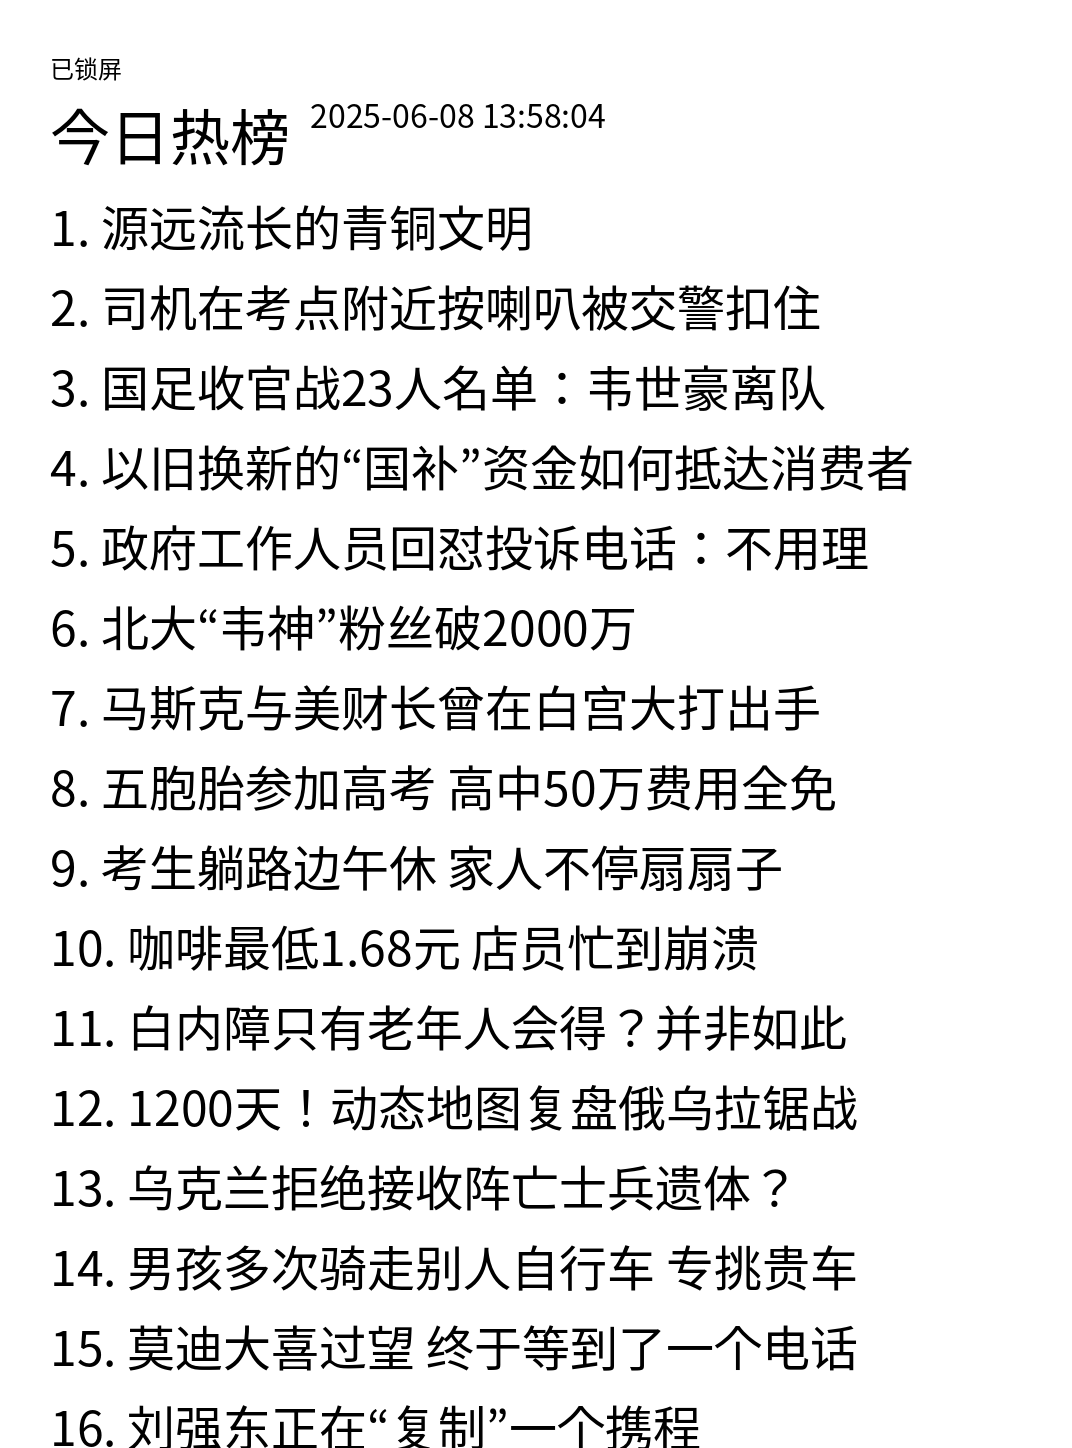 已锁屏
今日热榜 2025-06-08 13:58:04
1. 源远流长的青铜文明
2. 司机在考点附近按喇叭被交警扣住
3. 国足收官战23人名单：韦世豪离队
4. 以旧换新的“国补”资金如何抵达消费者
5. 政府工作人员回怼投诉电话：不用理
6. 北大“韦神”粉丝破2000万
7. 马斯克与美财长曾在白宫大打出手
8. 五胞胎参加高考 高中50万费用全免
9. 考生躺路边午休 家人不停扇扇子
10. 咖啡最低1.68元 店员忙到崩溃
11. 白内障只有老年人会得？并非如此
12. 1200天！动态地图复盘俄乌拉锯战
13. 乌克兰拒绝接收阵亡士兵遗体？
14. 男孩多次骑走别人自行车 专挑贵车
15. 莫迪大喜过望 终于等到了一个电话
16. 刘强东正在“复制”一个携程